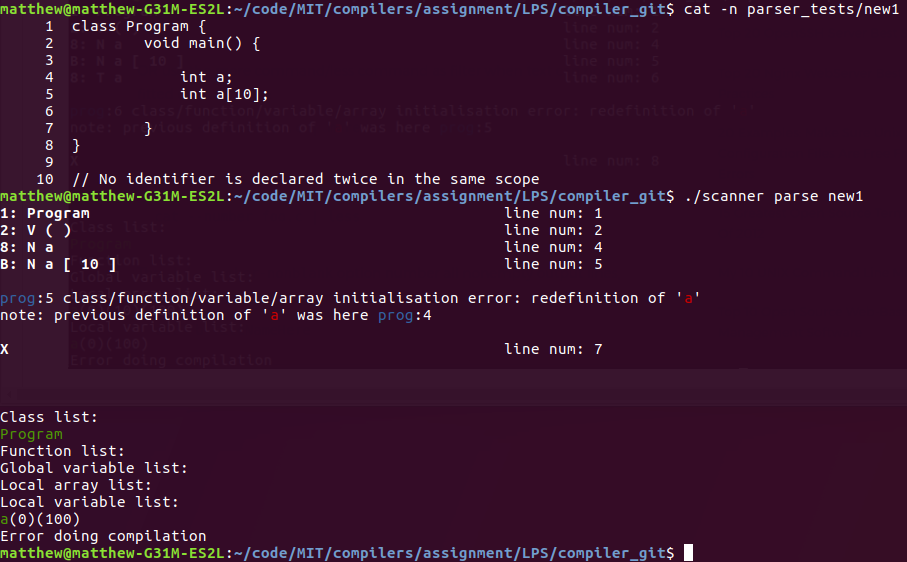 matthew@matthew-G31M-ES2L:~/code/MIT/compilers/assignment/LPS/compiler_git$ cat -n parser_tests/new1
1 class Program {
2 void main() {
3
4 int a;
5 int a[10];
6
7 }
8 }
9
10 // No identifier is declared twice in the same scope
matthew@matthew-G31M-ES2L:~/code/MIT/compilers/assignment/LPS/compiler_git$ ./scanner parse new1
1: Program line num: 1
2: V ( ) line num: 2
8: N a line num: 4
B: N a [ 10 ] line num: 5
prog:5 class/function/variable/array initialisation error: redefinition of 'a'
note: previous definition of 'a' was here prog:4
X line num: 7
Class list:
Program
Function list:
Global variable list:
Local array list:
Local variable list:
a(0)(100)
Error doing compilation
matthew@matthew-G31M-ES2L:~/code/MIT/compilers/assignment/LPS/compiler_git$